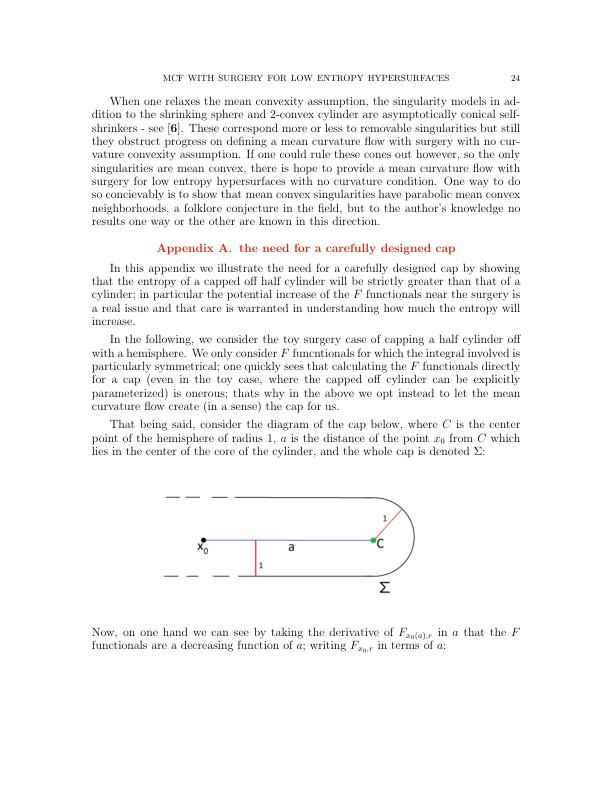 MCF WITH SURGERY FOR LOW ENTROPY HYPERSURFACES 24
When one relaxes the mean convexity assumption, the singularity models in ad-
dition to the shrinking sphere and 2-convex cylinder are asymptotically conical self-
shrinkers - see [6]. These correspond more or less to removable singularities but still
they obstruct progress on defining a mean curvature flow with surgery with no cur-
vature convexity assumption. If one could rule these cones out however, so the only
singularities are mean convex, there is hope to provide a mean curvature flow with
surgery for low entropy hypersurfaces with no curvature condition. One way to do
so concievably is to show that mean convex singularities have parabolic mean convex
neighborhoods, a folklore conjecture in the field, but to the author's knowledge no
results one way or the other are known in this direction.
Appendix A. the need for a carefully designed cap
In this appendix we illustrate the need for a carefully designed cap by showing
that the entropy of a capped off half cylinder will be strictly greater than that of a
cylinder; in particular the potential increase of the F functionals near the surgery is
a real issue and that care is warranted in understanding how much the entropy will
increase.
In the following, we consider the toy surgery case of capping a half cylinder off
with a hemisphere. We only consider F funcntionals for which the integral involved is
particularly symmetrical; one quickly sees that calculating the F functionals directly
for a cap (even in the toy case, where the capped off cylinder can be explicitly
parameterized) is onerous; thats why in the above we opt instead to let the mean
curvature flow create (in a sense) the cap for us.
That being said, consider the diagram of the cap below, where C is the center
point of the hemisphere of radius 1, a is the distance of the point x₀ from C which
lies in the center of the core of the cylinder, and the whole cap is denoted Σ:
1
x₀ a C
1
Σ
Now, on one hand we can see by taking the derivative of F_{x₀(a),r} in a that the F
functionals are a decreasing function of a; writing F_{x₀,r} in terms of a: